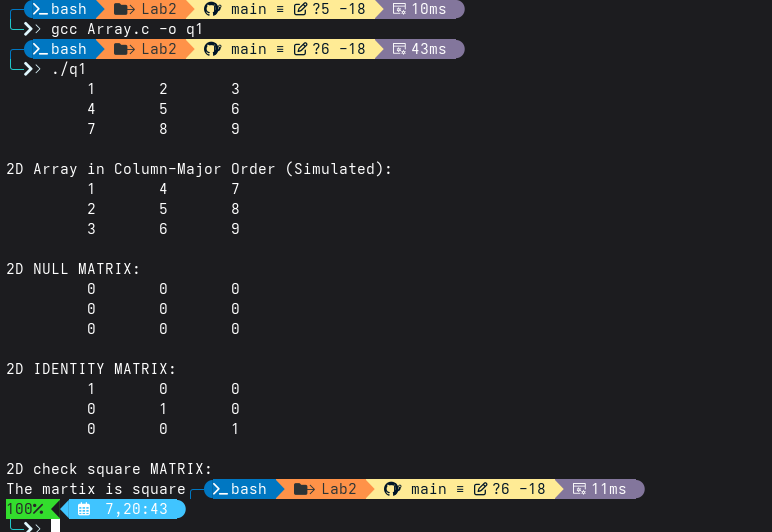 bash Lab2 main ≡ ?5 -18 10ms
> gcc Array.c -o q1
bash Lab2 main ≡ ?6 -18 43ms
> ./q1
1 2 3
4 5 6
7 8 9
2D Array in Column-Major Order (Simulated):
1 4 7
2 5 8
3 6 9
2D NULL MATRIX:
0 0 0
0 0 0
0 0 0
2D IDENTITY MATRIX:
1 0 0
0 1 0
0 0 1
2D check square MATRIX:
The martix is square bash Lab2 main ≡ ?6 -18 11ms
100% 7,20:43
>